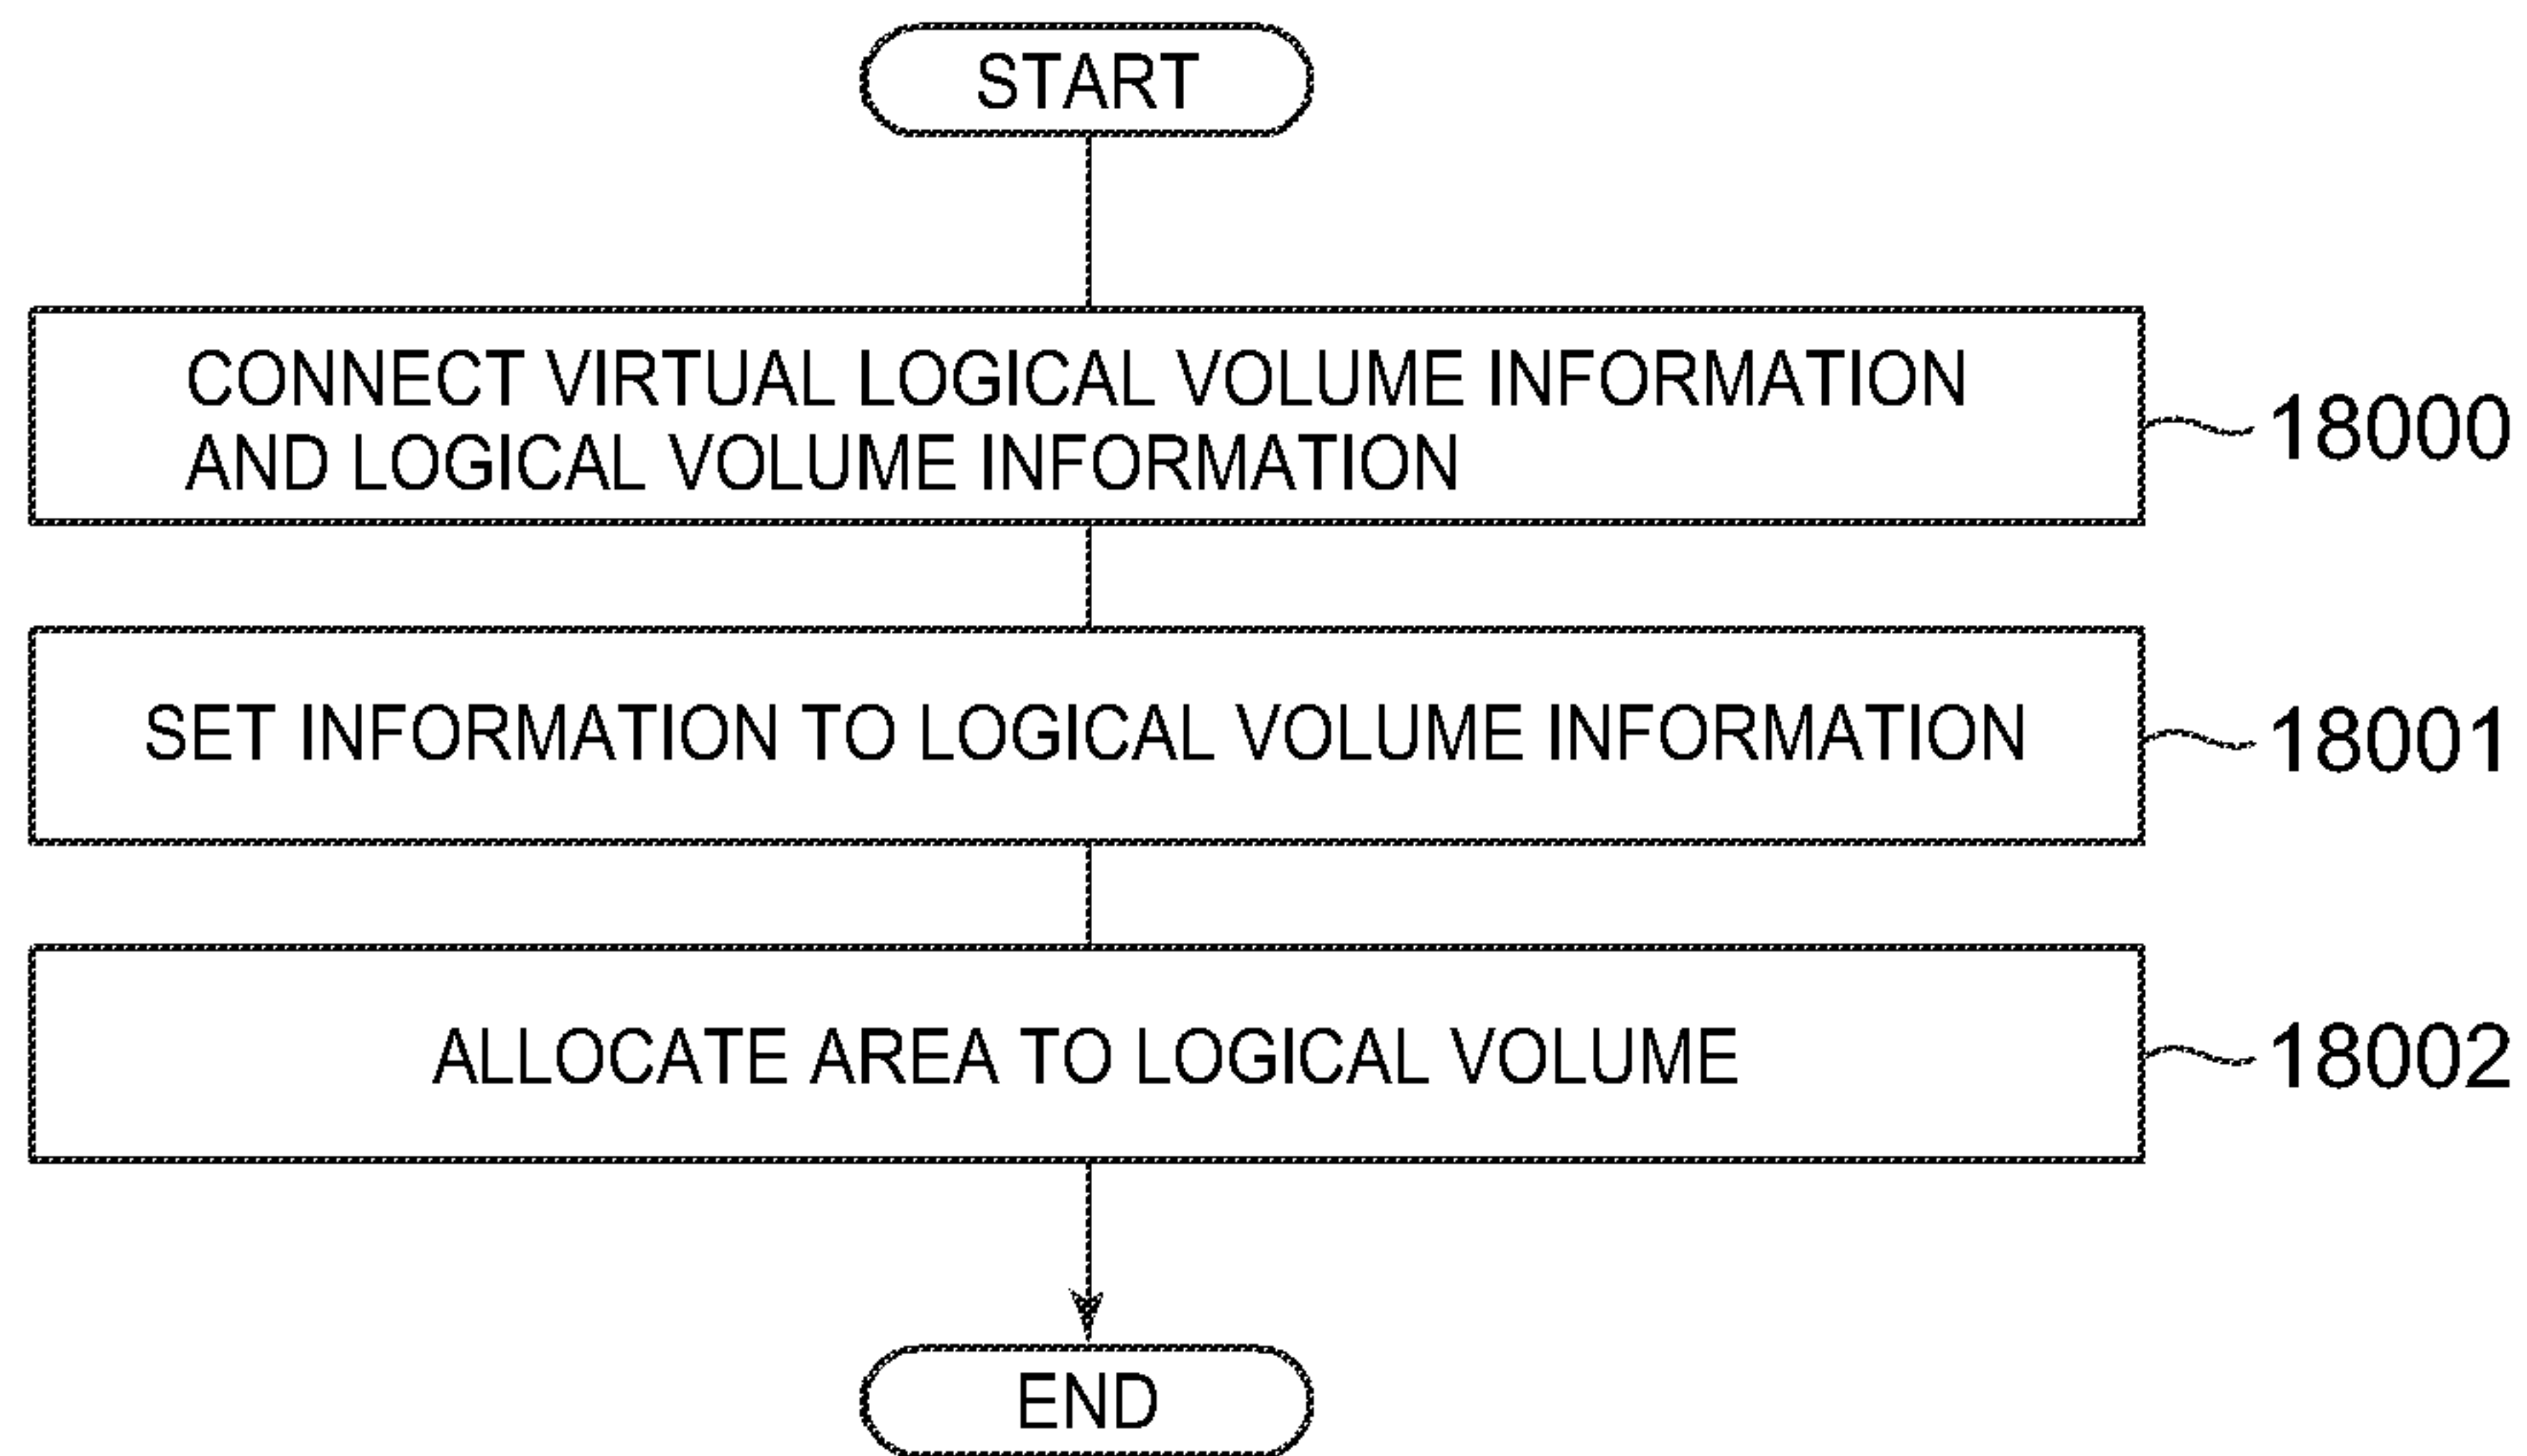 START
CONNECT VIRTUAL LOGICAL VOLUME INFORMATION
AND LOGICAL VOLUME INFORMATION
18000
SET INFORMATION TO LOGICAL VOLUME INFORMATION
18001
ALLOCATE AREA TO LOGICAL VOLUME
18002
END